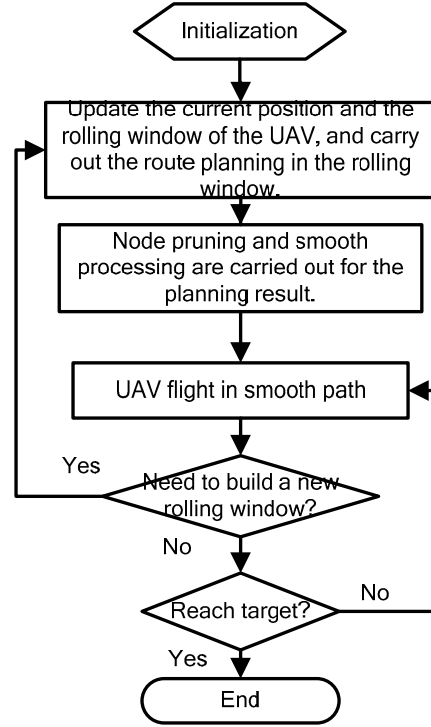 Initialization
Update the current position and the
rolling window of the UAV, and carry
out the route planning in the rolling
window.
Node pruning and smooth
processing are carried out for the
planning result.
UAV flight in smooth path
Yes
Need to build a new
rolling window?
No
Reach target?
No
Yes
End